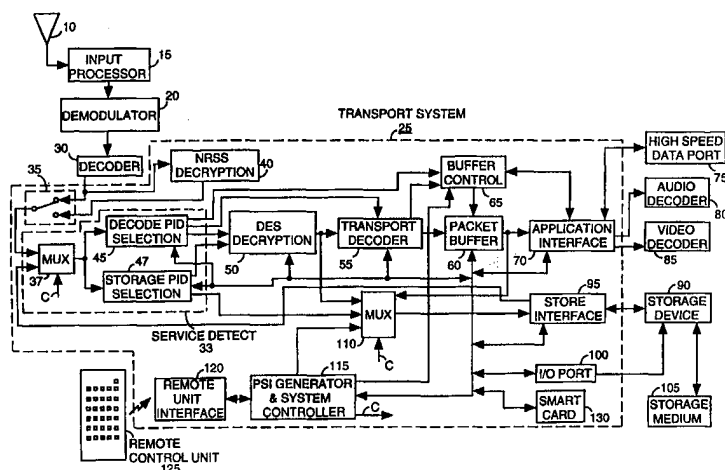 10
INPUT
PROCESSOR
15
DEMODULATOR
20
TRANSPORT SYSTEM
25
30
DECODER
35
NRSS
DECRYPTION
40
BUFFER
CONTROL
65
HIGH SPEED
DATA PORT
75
AUDIO
DECODER
80
DECODE PID
SELECTION
45
DES
DECRYPTION
50
TRANSPORT
DECODER
55
PACKET
BUFFER
60
APPLICATION
INTERFACE
70
VIDEO
DECODER
85
MUX
37
C
47
STORAGE PID
SELECTION
SERVICE DETECT
33
MUX
110
C
95
STORE
INTERFACE
90
STORAGE
DEVICE
120
REMOTE
UNIT
INTERFACE
115
PSI GENERATOR
& SYSTEM
CONTROLLER
C
100
I/O PORT
SMART
CARD
130
105
STORAGE
MEDIUM
REMOTE
CONTROL UNIT
125